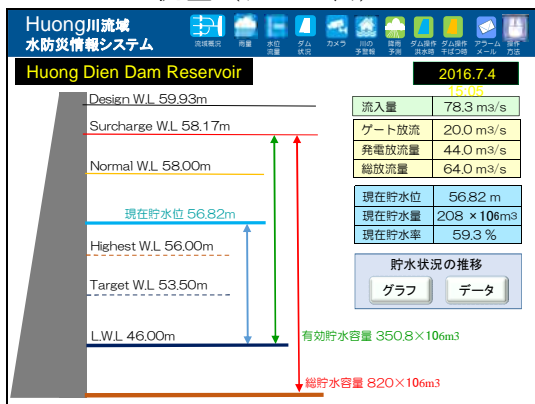 Huong川流域
水防災情報システム
流域概況
雨量
水位
流量
ダム
状況
カメラ
川の
予警報
降雨
予測
ダム操作
洪水時
ダム操作
干ばつ時
アラーム
メール
操作
方法
Huong Dien Dam Reservoir
2016.7.4
15:05
Design W.L 59.93m
Surcharge W.L 58.17m
Normal W.L 58.00m
現在貯水位 56.82m
Highest W.L 56.00m
Target W.L 53.50m
L.W.L 46.00m
有効貯水容量 350.8×106m3
総貯水容量 820×106m3
流入量 78.3 m3/s
ゲート放流 20.0 m3/s
発電放流量 44.0 m3/s
総放流量 64.0 m3/s
現在貯水位 56.82 m
現在貯水量 208 ×106m3
現在貯水率 59.3 %
貯水状況の推移
グラフ
データ